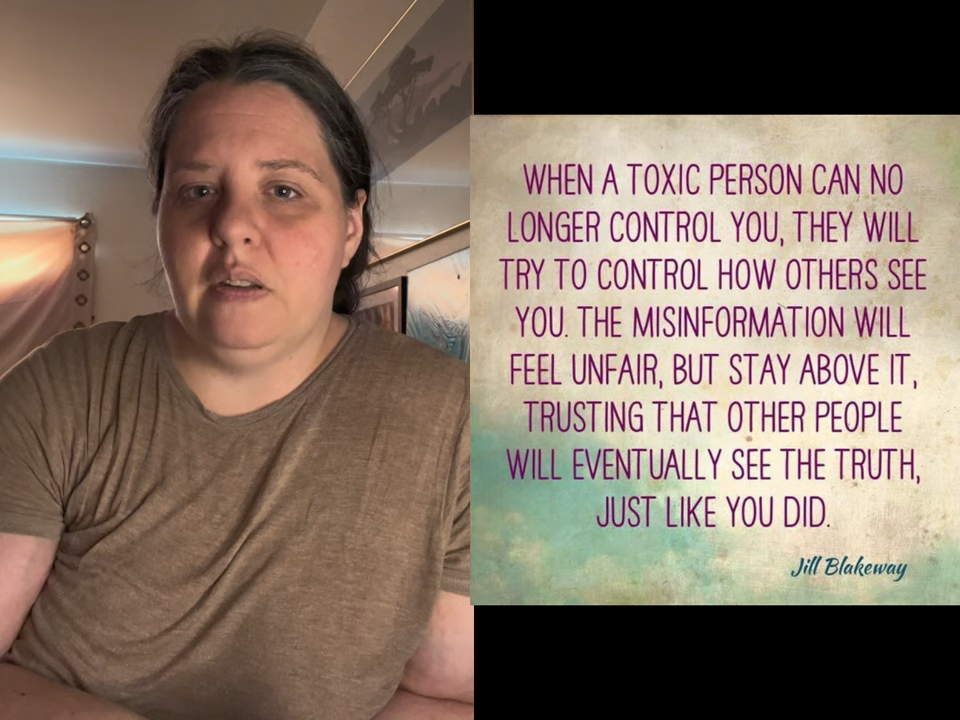 WHEN A TOXIC PERSON CAN NO
LONGER CONTROL YOU, THEY WILL
TRY TO CONTROL HOW OTHERS SEE
YOU. THE MISINFORMATION WILL
FEEL UNFAIR, BUT STAY ABOVE IT,
TRUSTING THAT OTHER PEOPLE
WILL EVENTUALLY SEE THE TRUTH,
JUST LIKE YOU DID.
Jill Blakeway